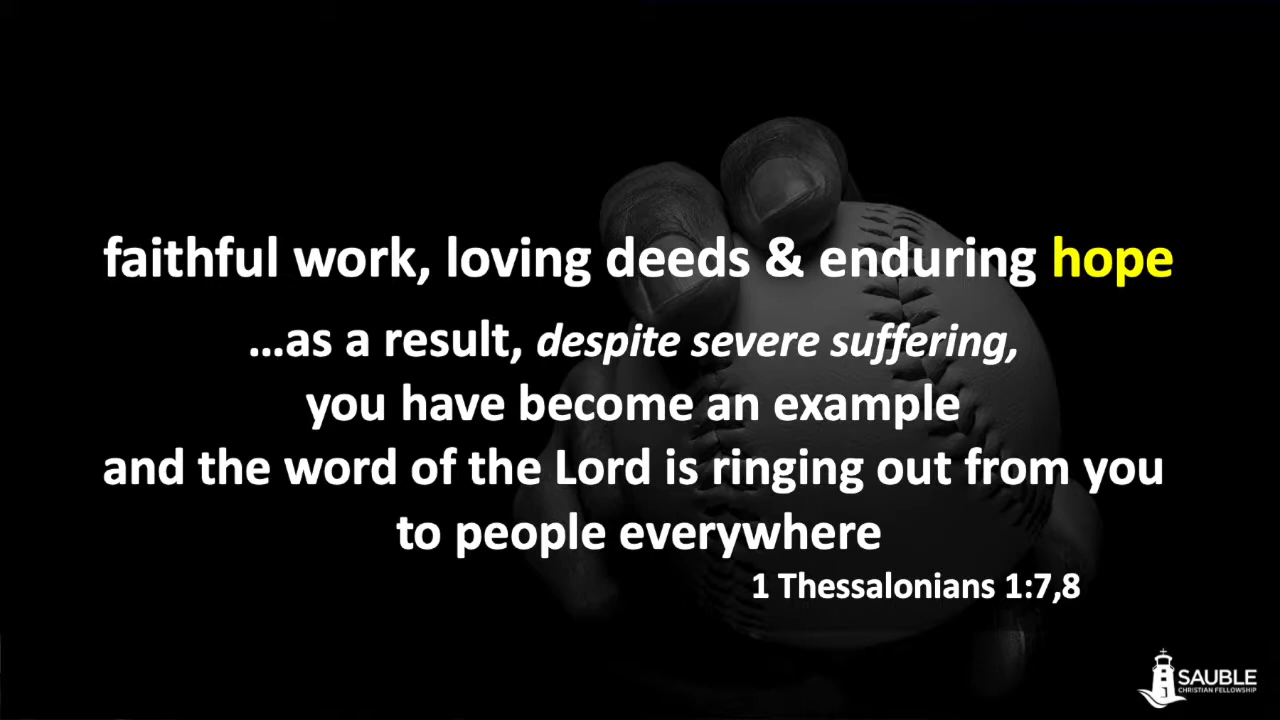 faithful work, loving deeds & enduring hope
...as a result, despite severe suffering,
you have become an example
and the word of the Lord is ringing out from you
to people everywhere
1 Thessalonians 1:7,8
SAUBLE
CHRISTIAN FELLOWSHIP